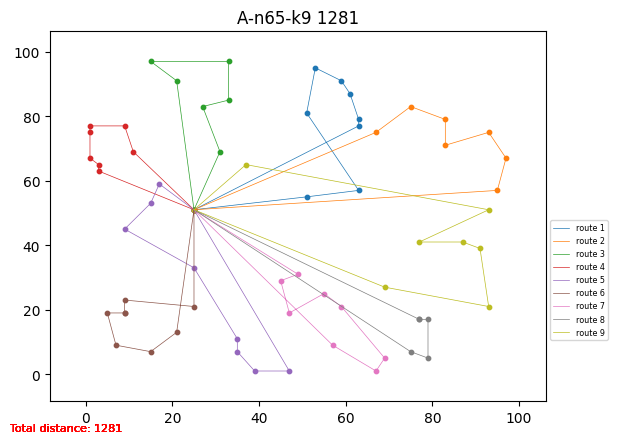 A-n65-k9 1281
100
80
60
40
20
0
0 20 40 60 80 100
route 1
route 2
route 3
route 4
route 5
route 6
route 7
route 8
route 9
Total distance: 1281